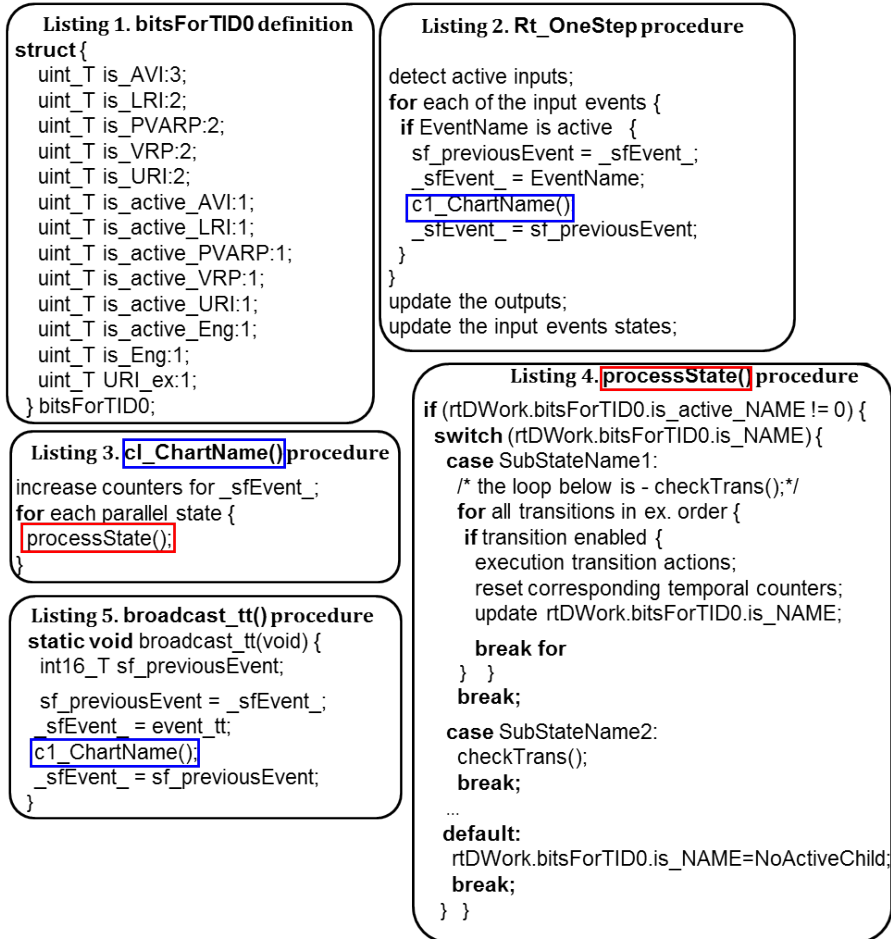 Listing 1. bitsForTID0 definition
struct {
uint_T is_AVI:3;
uint_T is_LRI:2;
uint_T is_PVARP:2;
uint_T is_VRP:2;
uint_T is_URI:2;
uint_T is_active_AVI:1;
uint_T is_active_LRI:1;
uint_T is_active_PVARP:1;
uint_T is_active_VRP:1;
uint_T is_active_URI:1;
uint_T is_active_Eng:1;
uint_T is_Eng:1;
uint_T URI_ex:1;
} bitsForTID0;
Listing 2. Rt_OneStep procedure
detect active inputs;
for each of the input events {
if EventName is active {
sf_previousEvent = _sfEvent_;
_sfEvent_ = EventName;
c1_ChartName()
_sfEvent_ = sf_previousEvent;
}
}
update the outputs;
update the input events states;
Listing 3. cl_ChartName() procedure
increase counters for _sfEvent_;
for each parallel state {
processState();
}
Listing 4. processState() procedure
if (rtDWork.bitsForTID0.is_active_NAME != 0) {
switch (rtDWork.bitsForTID0.is_NAME) {
case SubStateName1:
/* the loop below is - checkTrans();*/
for all transitions in ex. order {
if transition enabled {
execution transition actions;
reset corresponding temporal counters;
update rtDWork.bitsForTID0.is_NAME;
break for
} }
break;
case SubStateName2:
checkTrans();
break;
...
default:
rtDWork.bitsForTID0.is_NAME=NoActiveChild;
break;
} }
Listing 5. broadcast_tt() procedure
static void broadcast_tt(void) {
int16_T sf_previousEvent;
sf_previousEvent = _sfEvent_;
_sfEvent_ = event_tt;
c1_ChartName();
_sfEvent_ = sf_previousEvent;
}